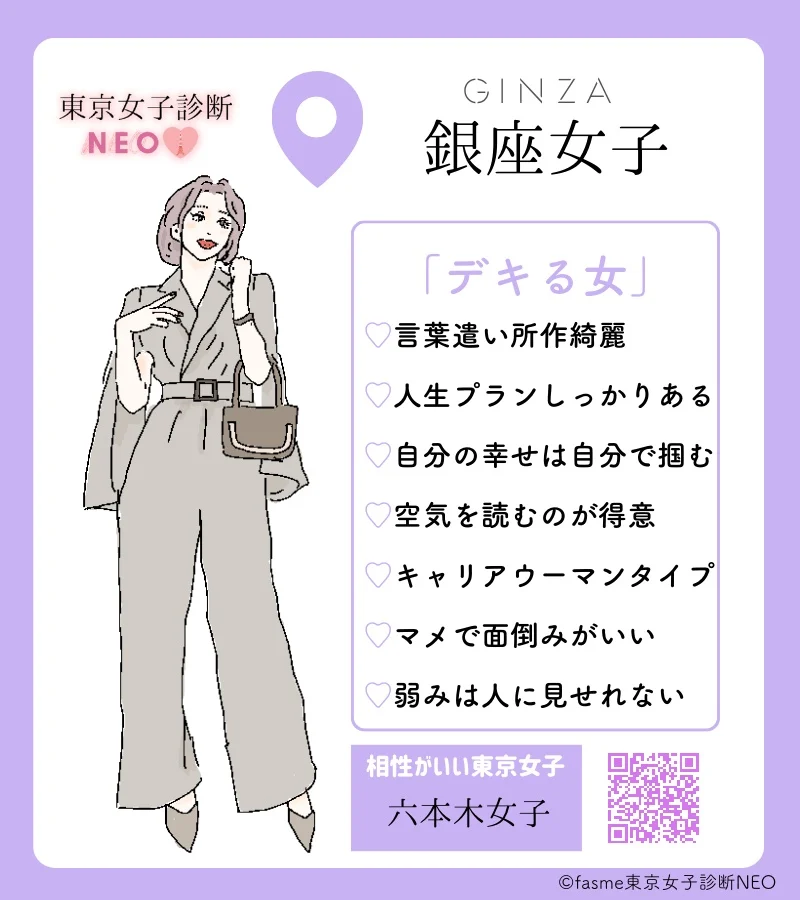 東京女子診断
NEO
GINZA
銀座女子
「デキる女」
♡言葉遣い所作綺麗
♡人生プランしっかりある
♡自分の幸せは自分で掴む
♡空気を読むのが得意
♡キャリアウーマンタイプ
♡マメで面倒みがいい
♡弱みは人に見せれない
相性がいい東京女子
六本木女子
©fasme東京女子診断NEO